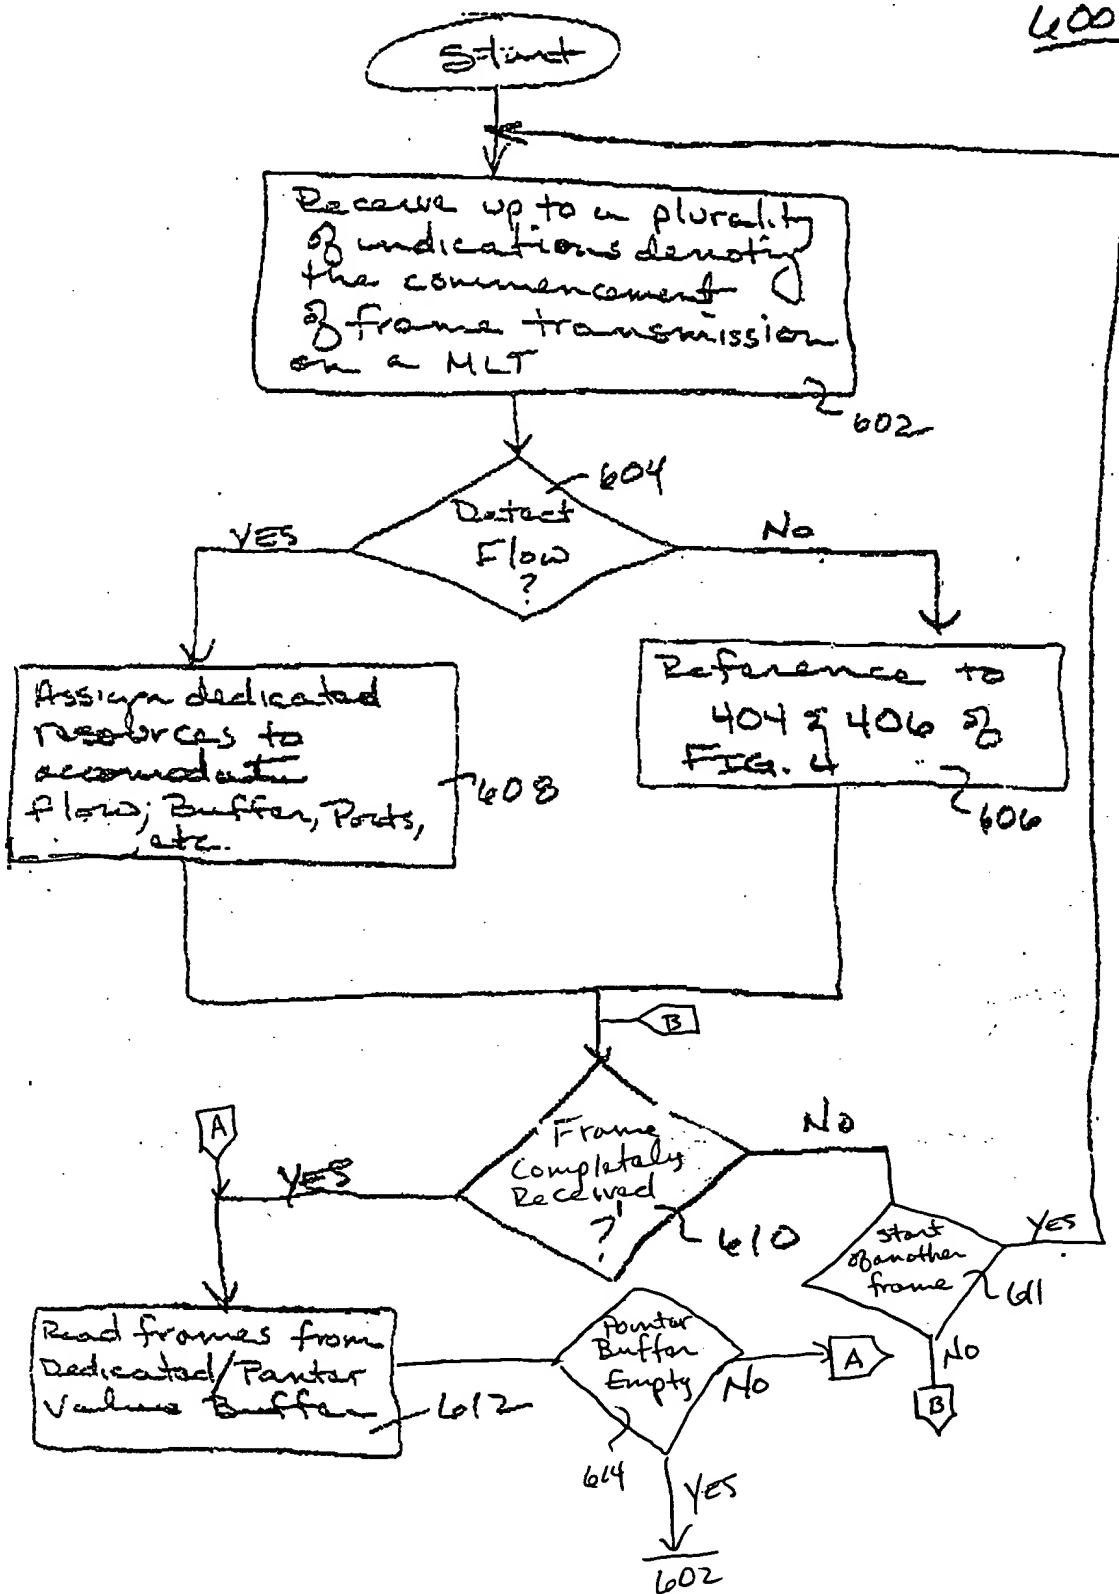 600
Start
Receive up to a plurality
of indications denoting
the commencement
of frame transmission
on a MLT
602
604
Detect
Flow
?
YES
No
Assign dedicated
resources to
accomodate
flow; Buffer, Ports,
etc.
608
Reference to
404 & 406 of
FIG. 4
606
B
A
YES
Frame
Completely
Received
?
610
No
start
of another
frame
611
YES
NO
B
Read frames from
Dedicated/Pointer
Values Buffer
612
Pointer
Buffer
Empty
614
NO
A
YES
602